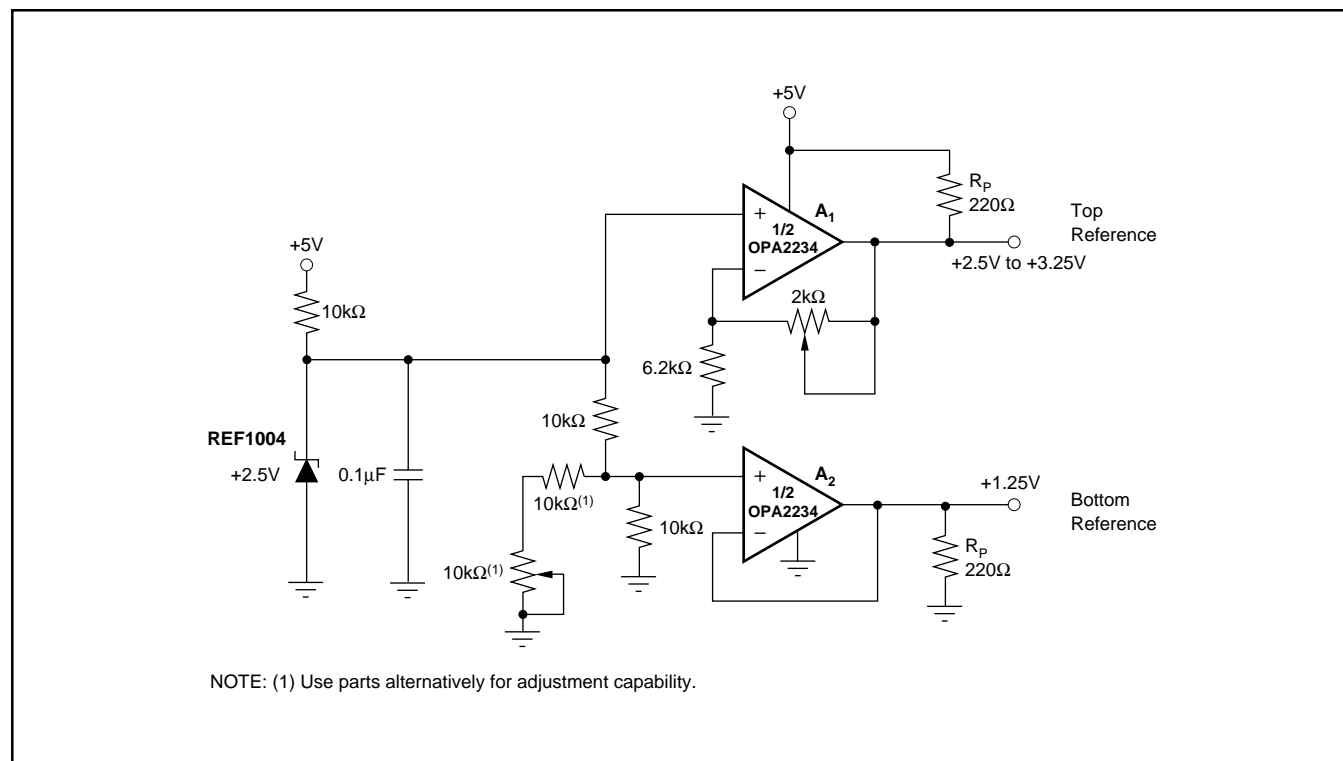 +5V
R_P
220Ω
+
A_1
1/2
OPA2234
−
Top
Reference
+2.5V to +3.25V
+5V
10kΩ
2kΩ
6.2kΩ
10kΩ
REF1004
+2.5V
0.1µF
10kΩ(1)
+
A_2
1/2
OPA2234
−
10kΩ
+1.25V
Bottom
Reference
R_P
220Ω
10kΩ(1)
NOTE: (1) Use parts alternatively for adjustment capability.